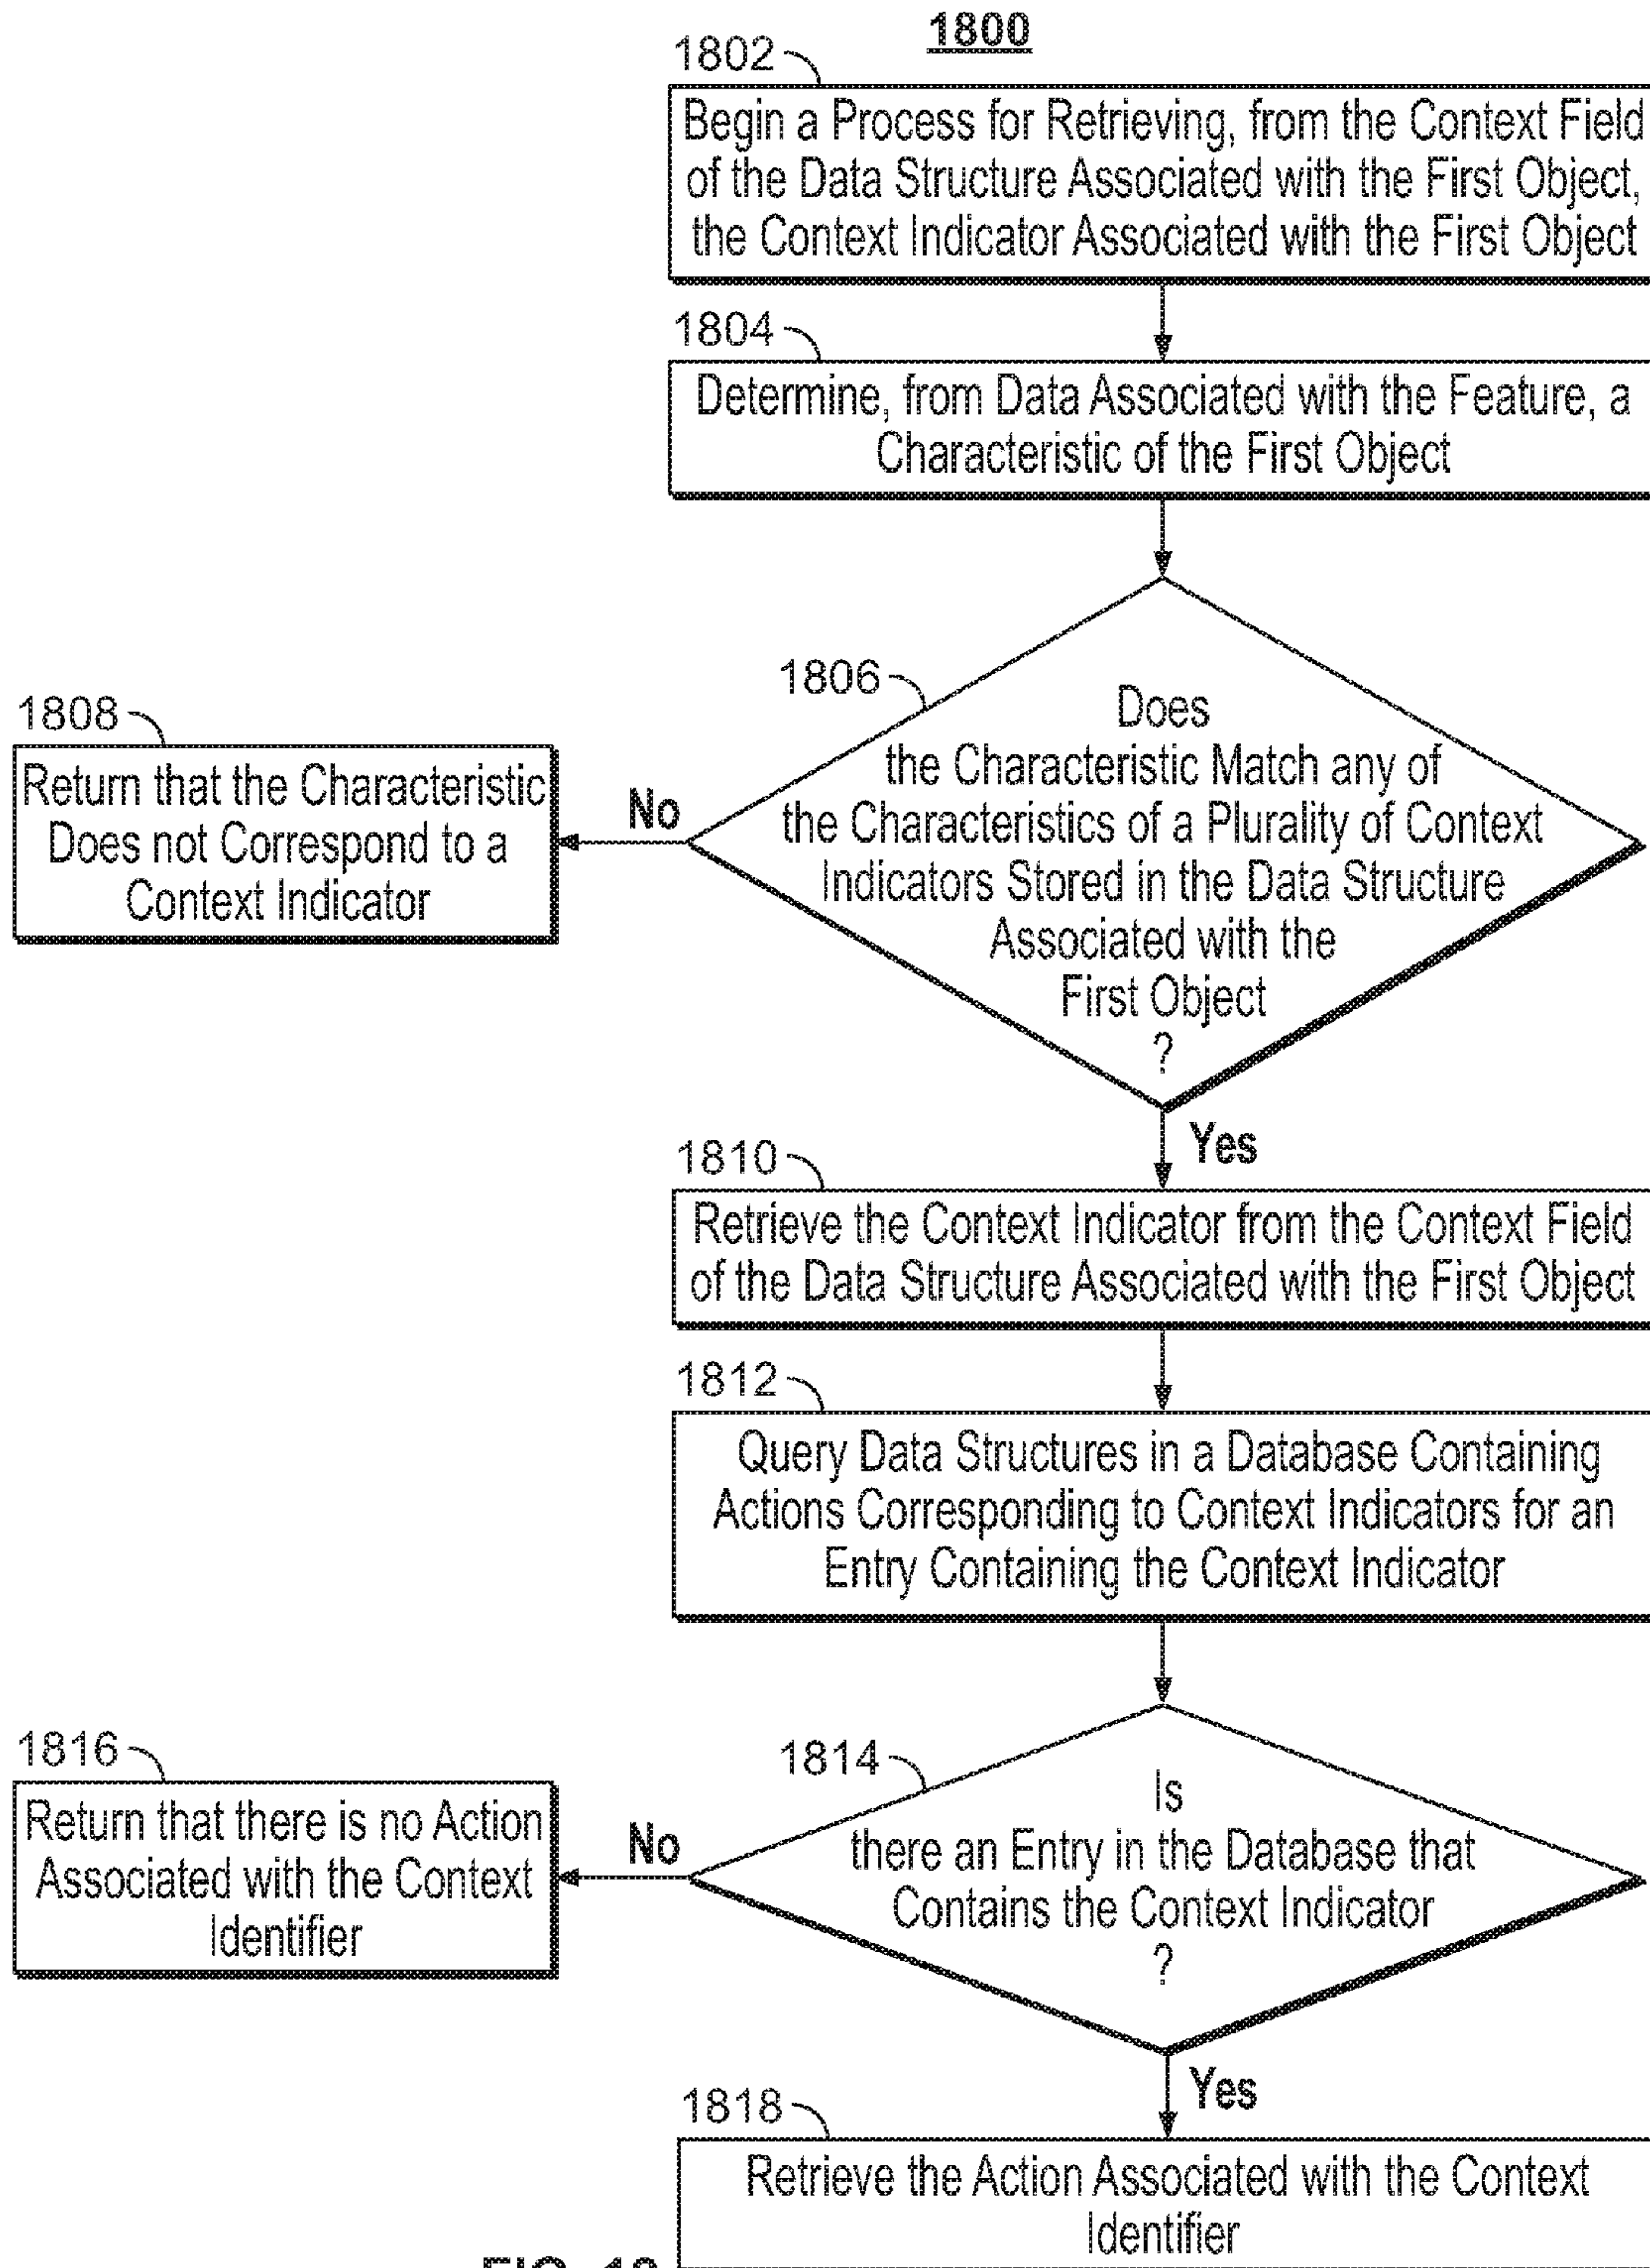 1800
1802
Begin a Process for Retrieving, from the Context Field
of the Data Structure Associated with the First Object,
the Context Indicator Associated with the First Object
1804
Determine, from Data Associated with the Feature, a
Characteristic of the First Object
1806
Does
the Characteristic Match any of
the Characteristics of a Plurality of Context
Indicators Stored in the Data Structure
Associated with the
First Object
?
No
1808
Return that the Characteristic
Does not Correspond to a
Context Indicator
Yes
1810
Retrieve the Context Indicator from the Context Field
of the Data Structure Associated with the First Object
1812
Query Data Structures in a Database Containing
Actions Corresponding to Context Indicators for an
Entry Containing the Context Indicator
1814
Is
there an Entry in the Database that
Contains the Context Indicator
?
No
1816
Return that there is no Action
Associated with the Context
Identifier
Yes
1818
Retrieve the Action Associated with the Context
Identifier